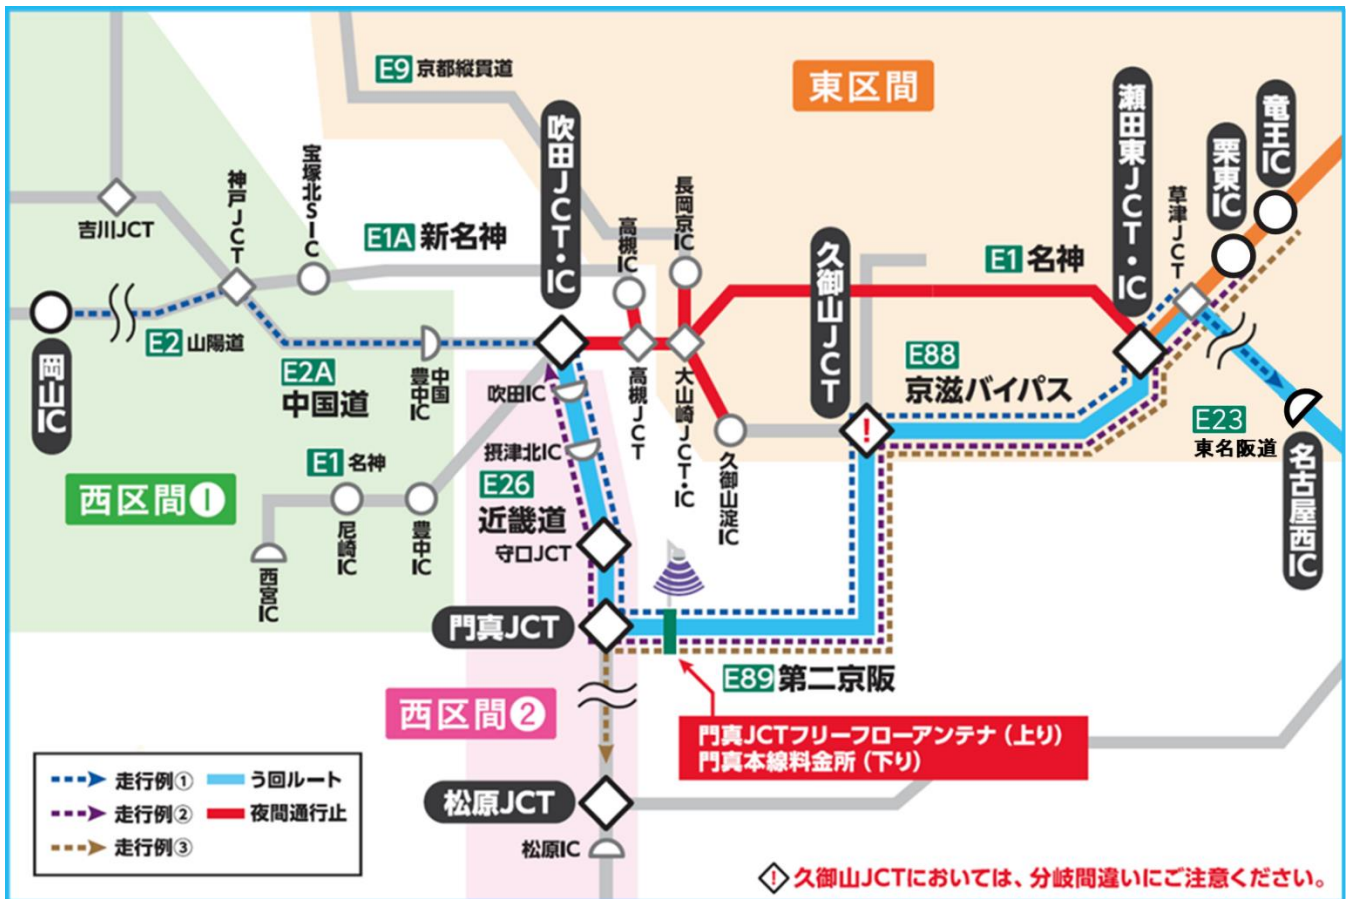 E9 京都縦貫道
東区間
吹田JCT・IC
瀬田東JCT・IC
竜王IC
栗東IC
草津JCT
宝塚北SIC
神戸JCT
吉川JCT
E1A 新名神
高槻IC
長岡京IC
久御山JCT
E1 名神
E2 山陽道
岡山IC
E2A
中国道
中国
豊中IC
吹田IC
高槻JCT
大山崎JCT・IC
E88
京滋バイパス
!
E23
東名阪道
名古屋西IC
摂津北IC
久御山淀IC
E1 名神
西区間❶
尼崎IC
豊中IC
西宮IC
E26
近畿道
守口JCT
門真JCT
E89 第二京阪
西区間❷
門真JCTフリーフローアンテナ（上り）
門真本線料金所（下り）
走行例① う回ルート
走行例② 夜間通行止
走行例③
松原JCT
松原IC
! 久御山JCTにおいては、分岐間違いにご注意ください。